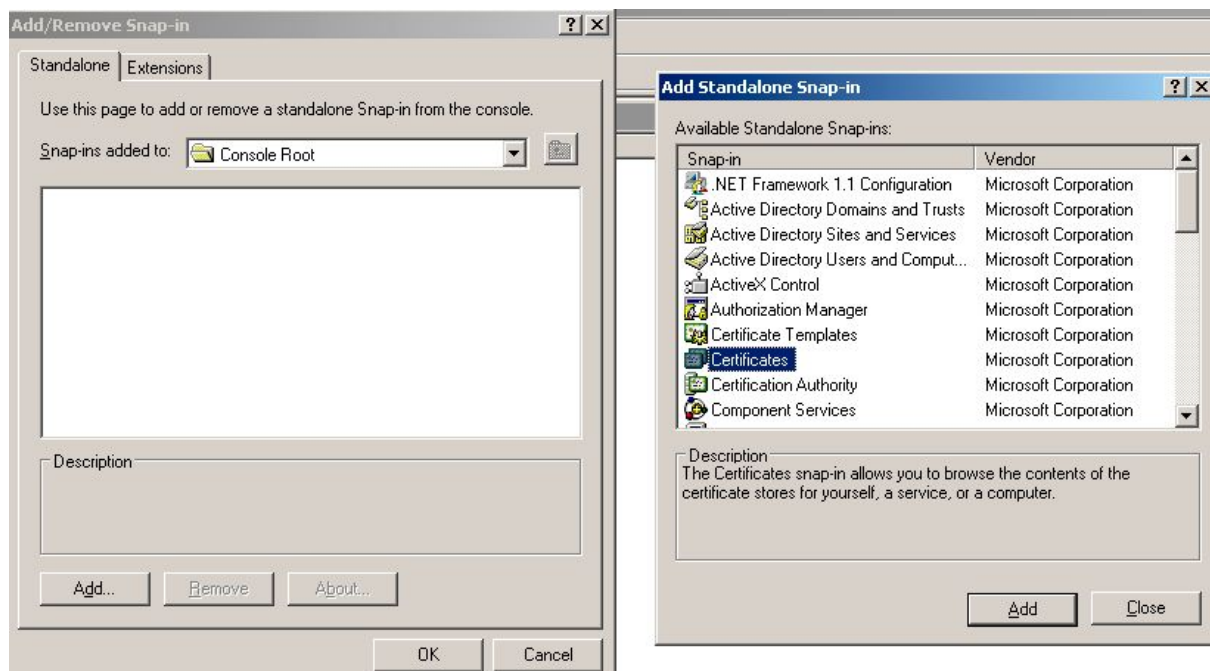 Add/Remove Snap-in
Standalone
Extensions
Use this page to add or remove a standalone Snap-in from the console.
Snap-ins added to:
Console Root
Description
Add...
Remove
About...
OK
Cancel
Add Standalone Snap-in
Available Standalone Snap-ins:
Snap-in Vendor
.NET Framework 1.1 Configuration Microsoft Corporation
Active Directory Domains and Trusts Microsoft Corporation
Active Directory Sites and Services Microsoft Corporation
Active Directory Users and Comput... Microsoft Corporation
ActiveX Control Microsoft Corporation
Authorization Manager Microsoft Corporation
Certificate Templates Microsoft Corporation
Certificates Microsoft Corporation
Certification Authority Microsoft Corporation
Component Services Microsoft Corporation
Description
The Certificates snap-in allows you to browse the contents of the
certificate stores for yourself, a service, or a computer.
Add
Close